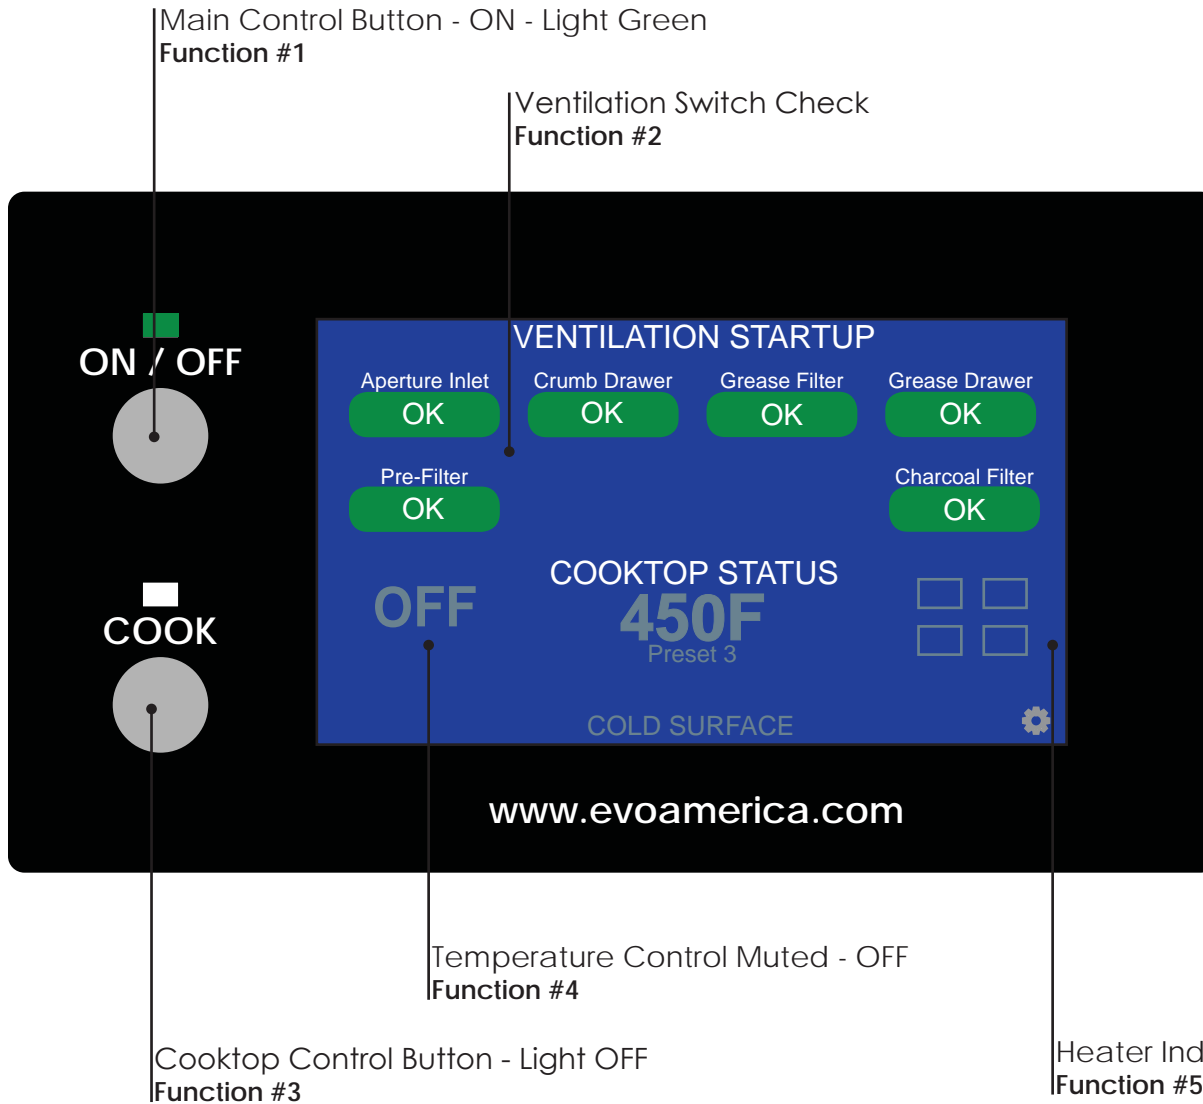 Main Control Button - ON - Light Green
Function #1
Ventilation Switch Check
Function #2
VENTILATION STARTUP
ON / OFF
Aperture Inlet Crumb Drawer Grease Filter Grease Drawer
OK OK OK OK
Pre-Filter Charcoal Filter
OK OK
COOKTOP STATUS
OFF 450F
Preset 3
COOK
COLD SURFACE
www.evoamerica.com
Temperature Control Muted - OFF
Function #4
Heater Ind
Function #5
Cooktop Control Button - Light OFF
Function #3